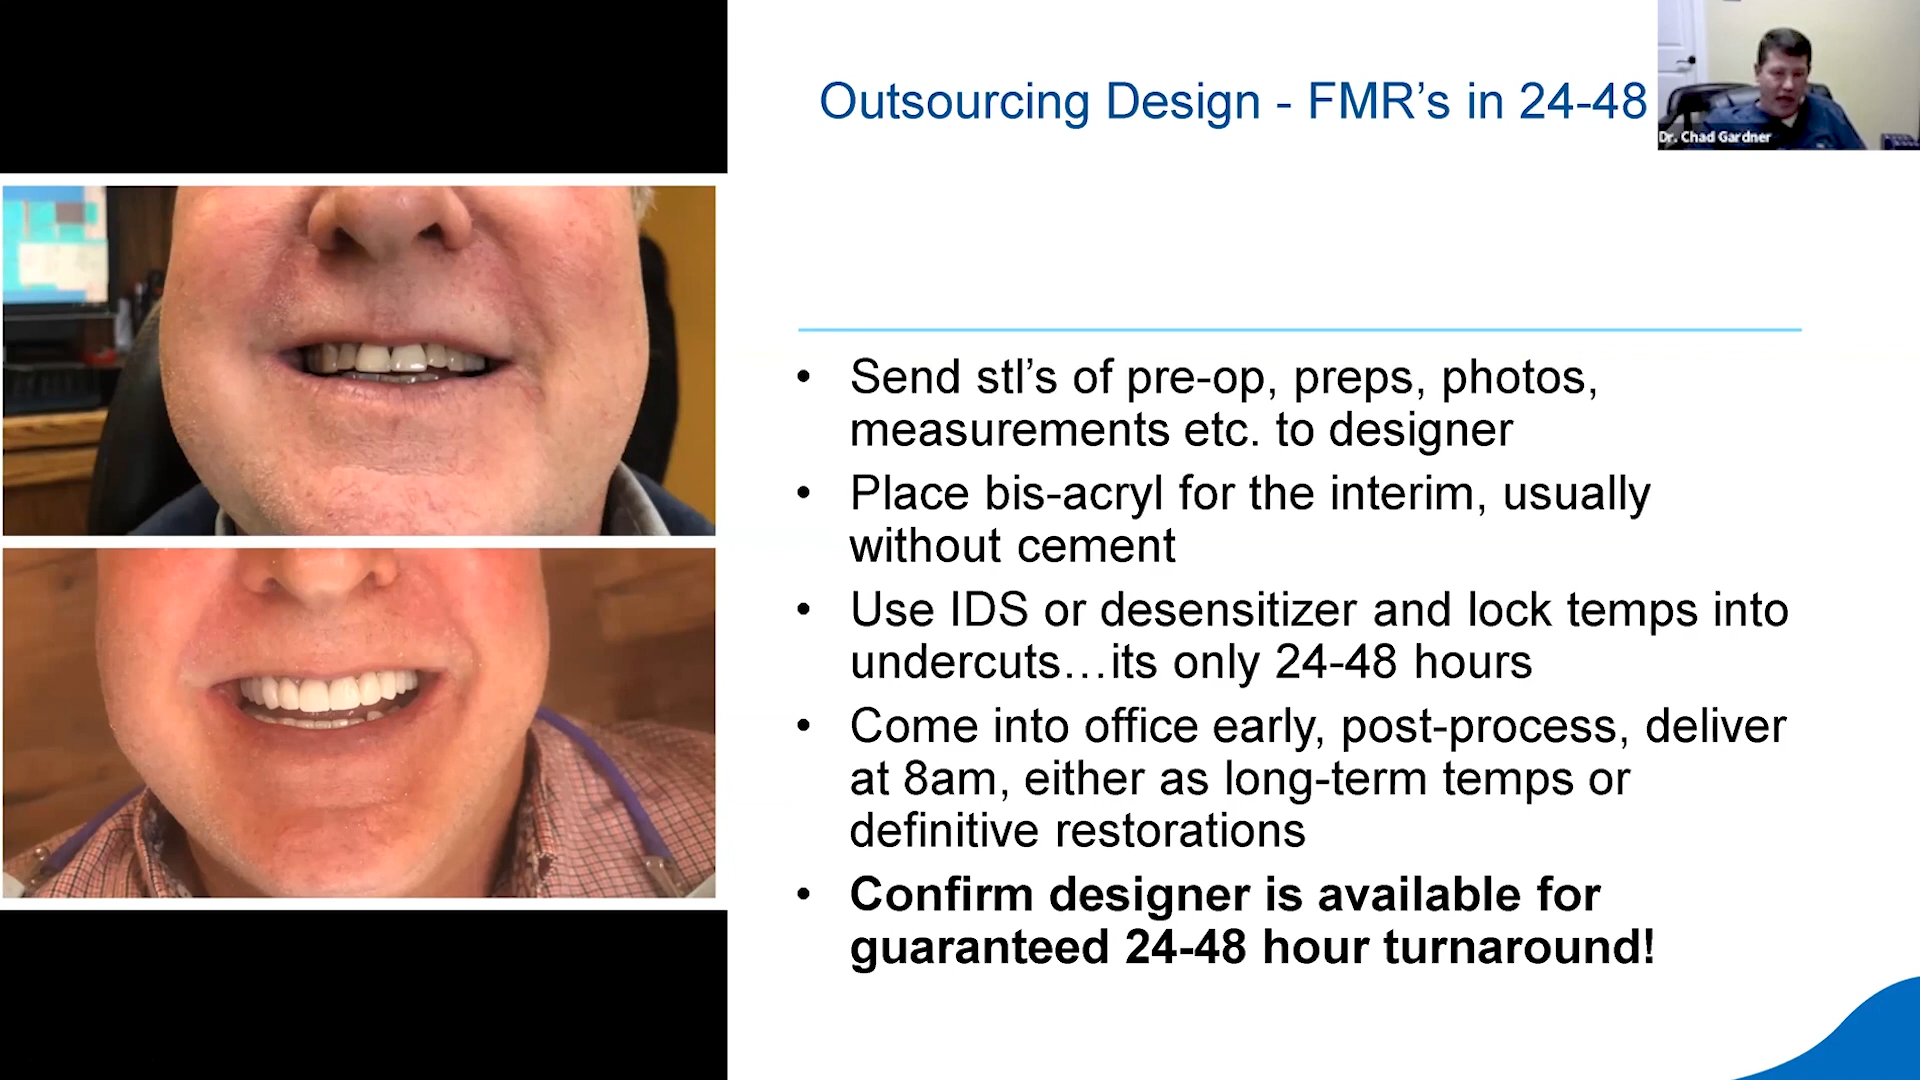 Outsourcing Design - FMR’s in 24-48
Dr. Chad Gardner
• Send stl’s of pre-op, preps, photos,
measurements etc. to designer
• Place bis-acryl for the interim, usually
without cement
• Use IDS or desensitizer and lock temps into
undercuts…its only 24-48 hours
• Come into office early, post-process, deliver
at 8am, either as long-term temps or
definitive restorations
• Confirm designer is available for
guaranteed 24-48 hour turnaround!